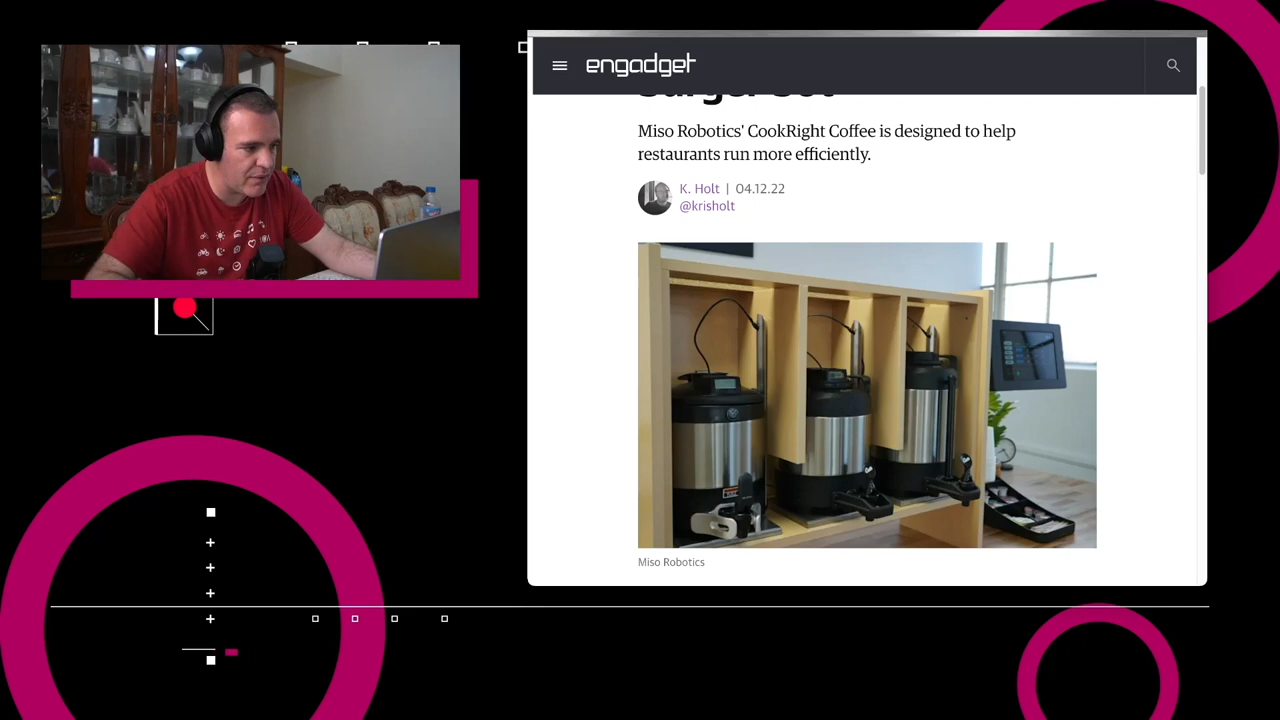 engadget
Miso Robotics' CookRight Coffee is designed to help
restaurants run more efficiently.
K. Holt | 04.12.22
@krisholt
Miso Robotics